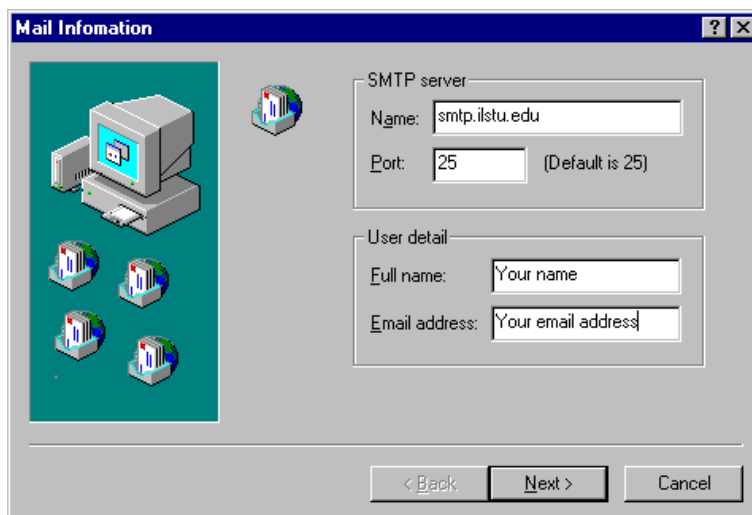 Mail Infomation
SMTP server
Name: smtp.ilstu.edu
Port: 25 (Default is 25)
User detail
Full name: Your name
Email address: Your email address
< Back Next > Cancel